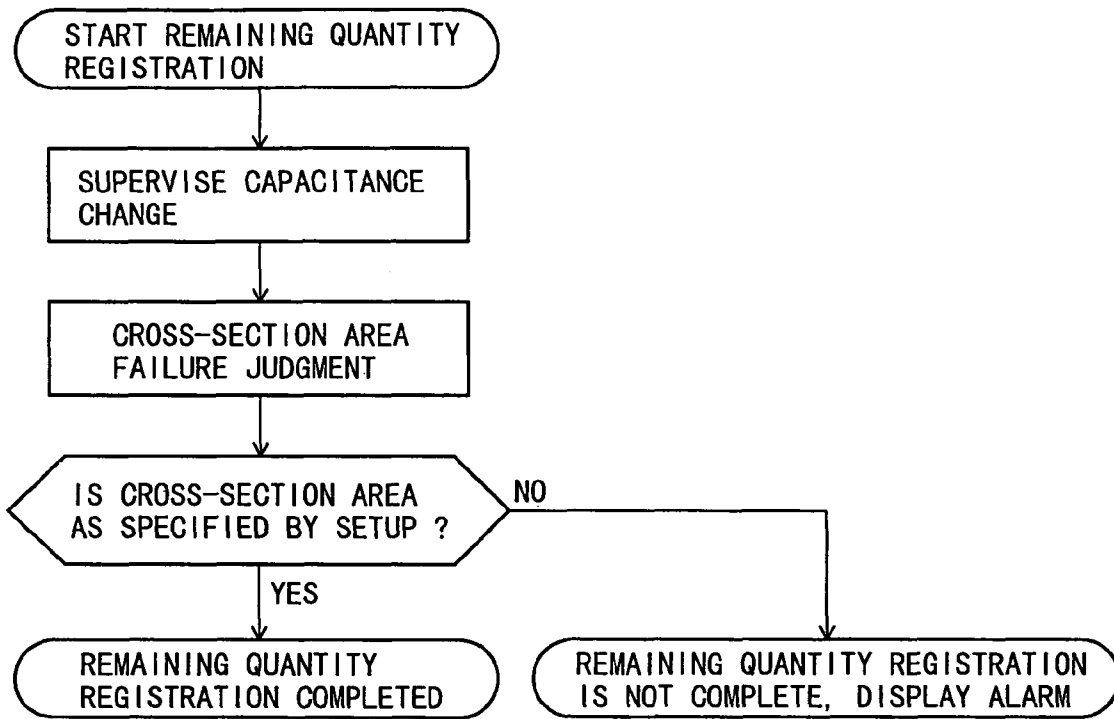 START REMAINING QUANTITY
REGISTRATION
SUPERVISE CAPACITANCE
CHANGE
CROSS-SECTION AREA
FAILURE JUDGMENT
IS CROSS-SECTION AREA
AS SPECIFIED BY SETUP ?
NO
YES
REMAINING QUANTITY
REGISTRATION COMPLETED
REMAINING QUANTITY REGISTRATION
IS NOT COMPLETE, DISPLAY ALARM